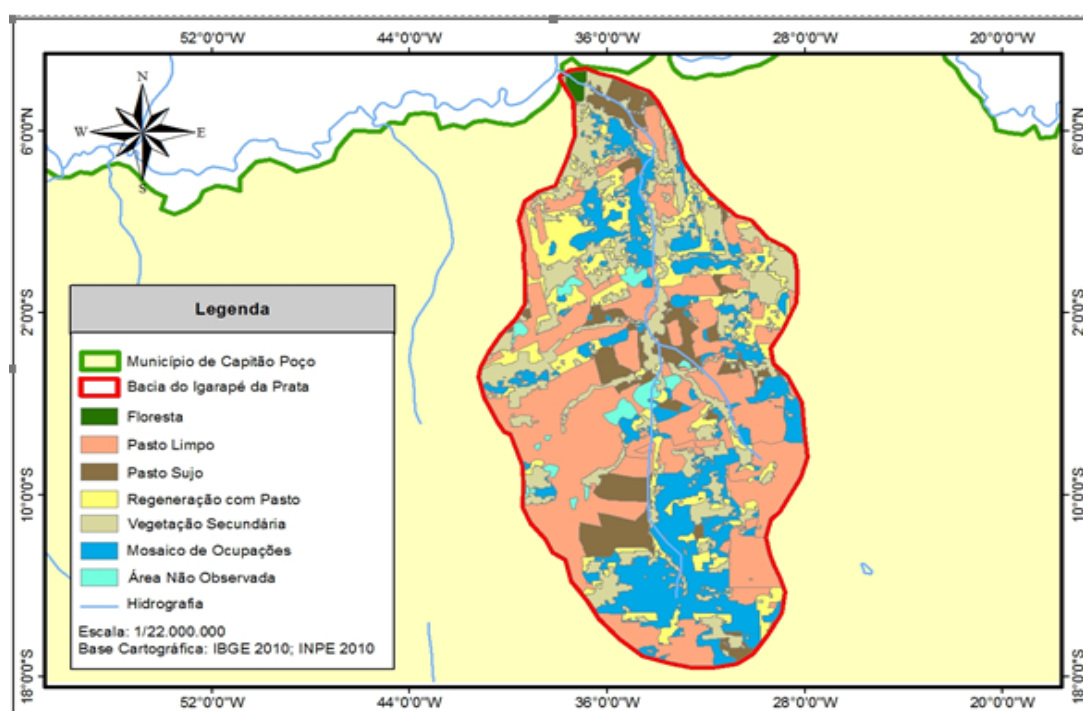 52°0'0"W 44°0'0"W 36°0'0"W 28°0'0"W 20°0'0"W
N
W E
S
6°0'0"N 6°0'0"N
2°0'0"S 2°0'0"S
10°0'0"S 10°0'0"S
18°0'0"S 18°0'0"S
Legenda
Município de Capitão Poço
Bacia do Igarapé da Prata
Floresta
Pasto Limpo
Pasto Sujo
Regeneração com Pasto
Vegetação Secundária
Mosaico de Ocupações
Área Não Observada
Hidrografia
Escala: 1/22.000.000
Base Cartográfica: IBGE 2010; INPE 2010
52°0'0"W 44°0'0"W 36°0'0"W 28°0'0"W 20°0'0"W